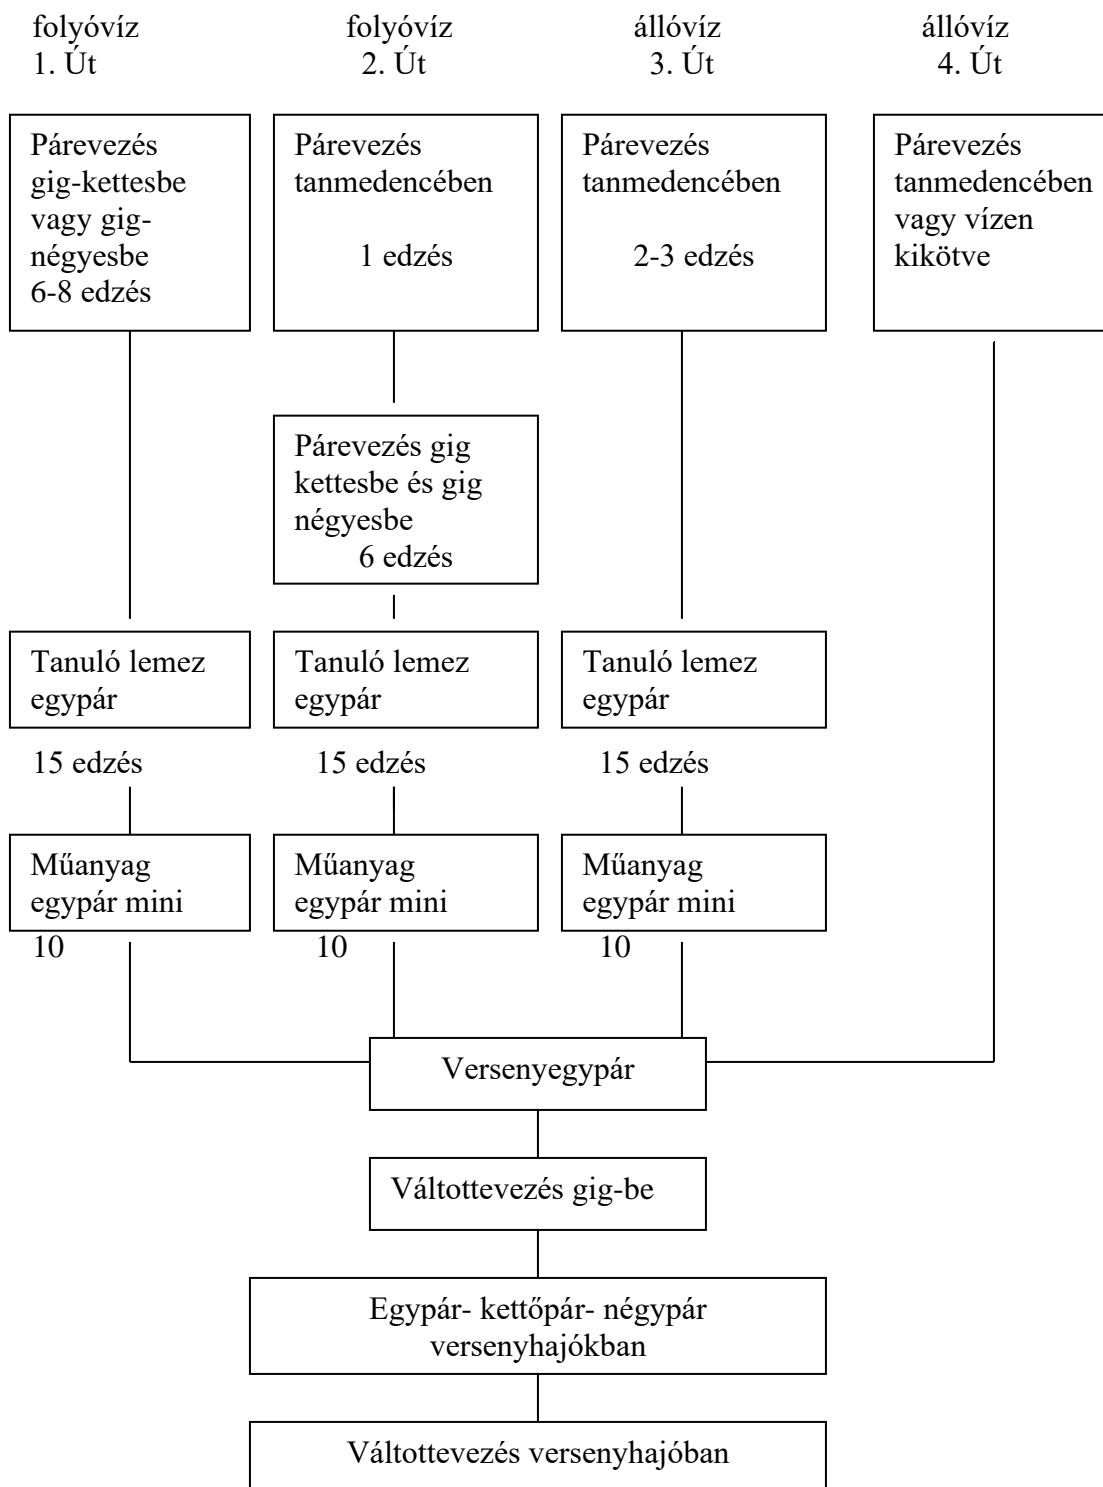 folyóvíz
1. Út
folyóvíz
2. Út
állóvíz
3. Út
állóvíz
4. Út
Párevezés
gig-kettesbe
vagy gig-
négyesbe
6-8 edzés
Párevezés
tanmedencében
1 edzés
Párevezés
tanmedencében
2-3 edzés
Párevezés
tanmedencében
vagy vízen
kikötve
Párevezés gig
kettesbe és gig
négyesbe
6 edzés
Tanuló lemez
egypár
Tanuló lemez
egypár
Tanuló lemez
egypár
15 edzés
15 edzés
15 edzés
Műanyag
egypár mini
Műanyag
egypár mini
Műanyag
egypár mini
10
10
10
Versenyegypár
Váltottevezés gig-be
Egypár- kettőpár- négypár
versenyhajókban
Váltottevezés versenyhajóban